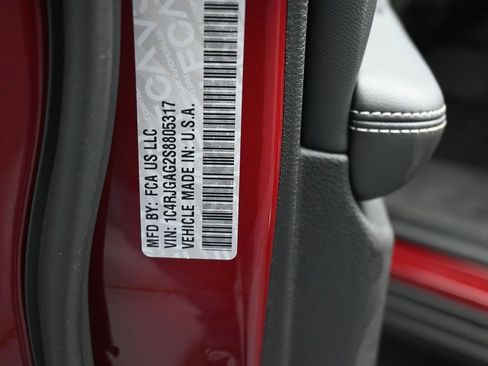 MFD BY: FCA US LLC
VIN: 1C4RJGAG2S8805317
VEHICLE MADE IN: U.S.A.